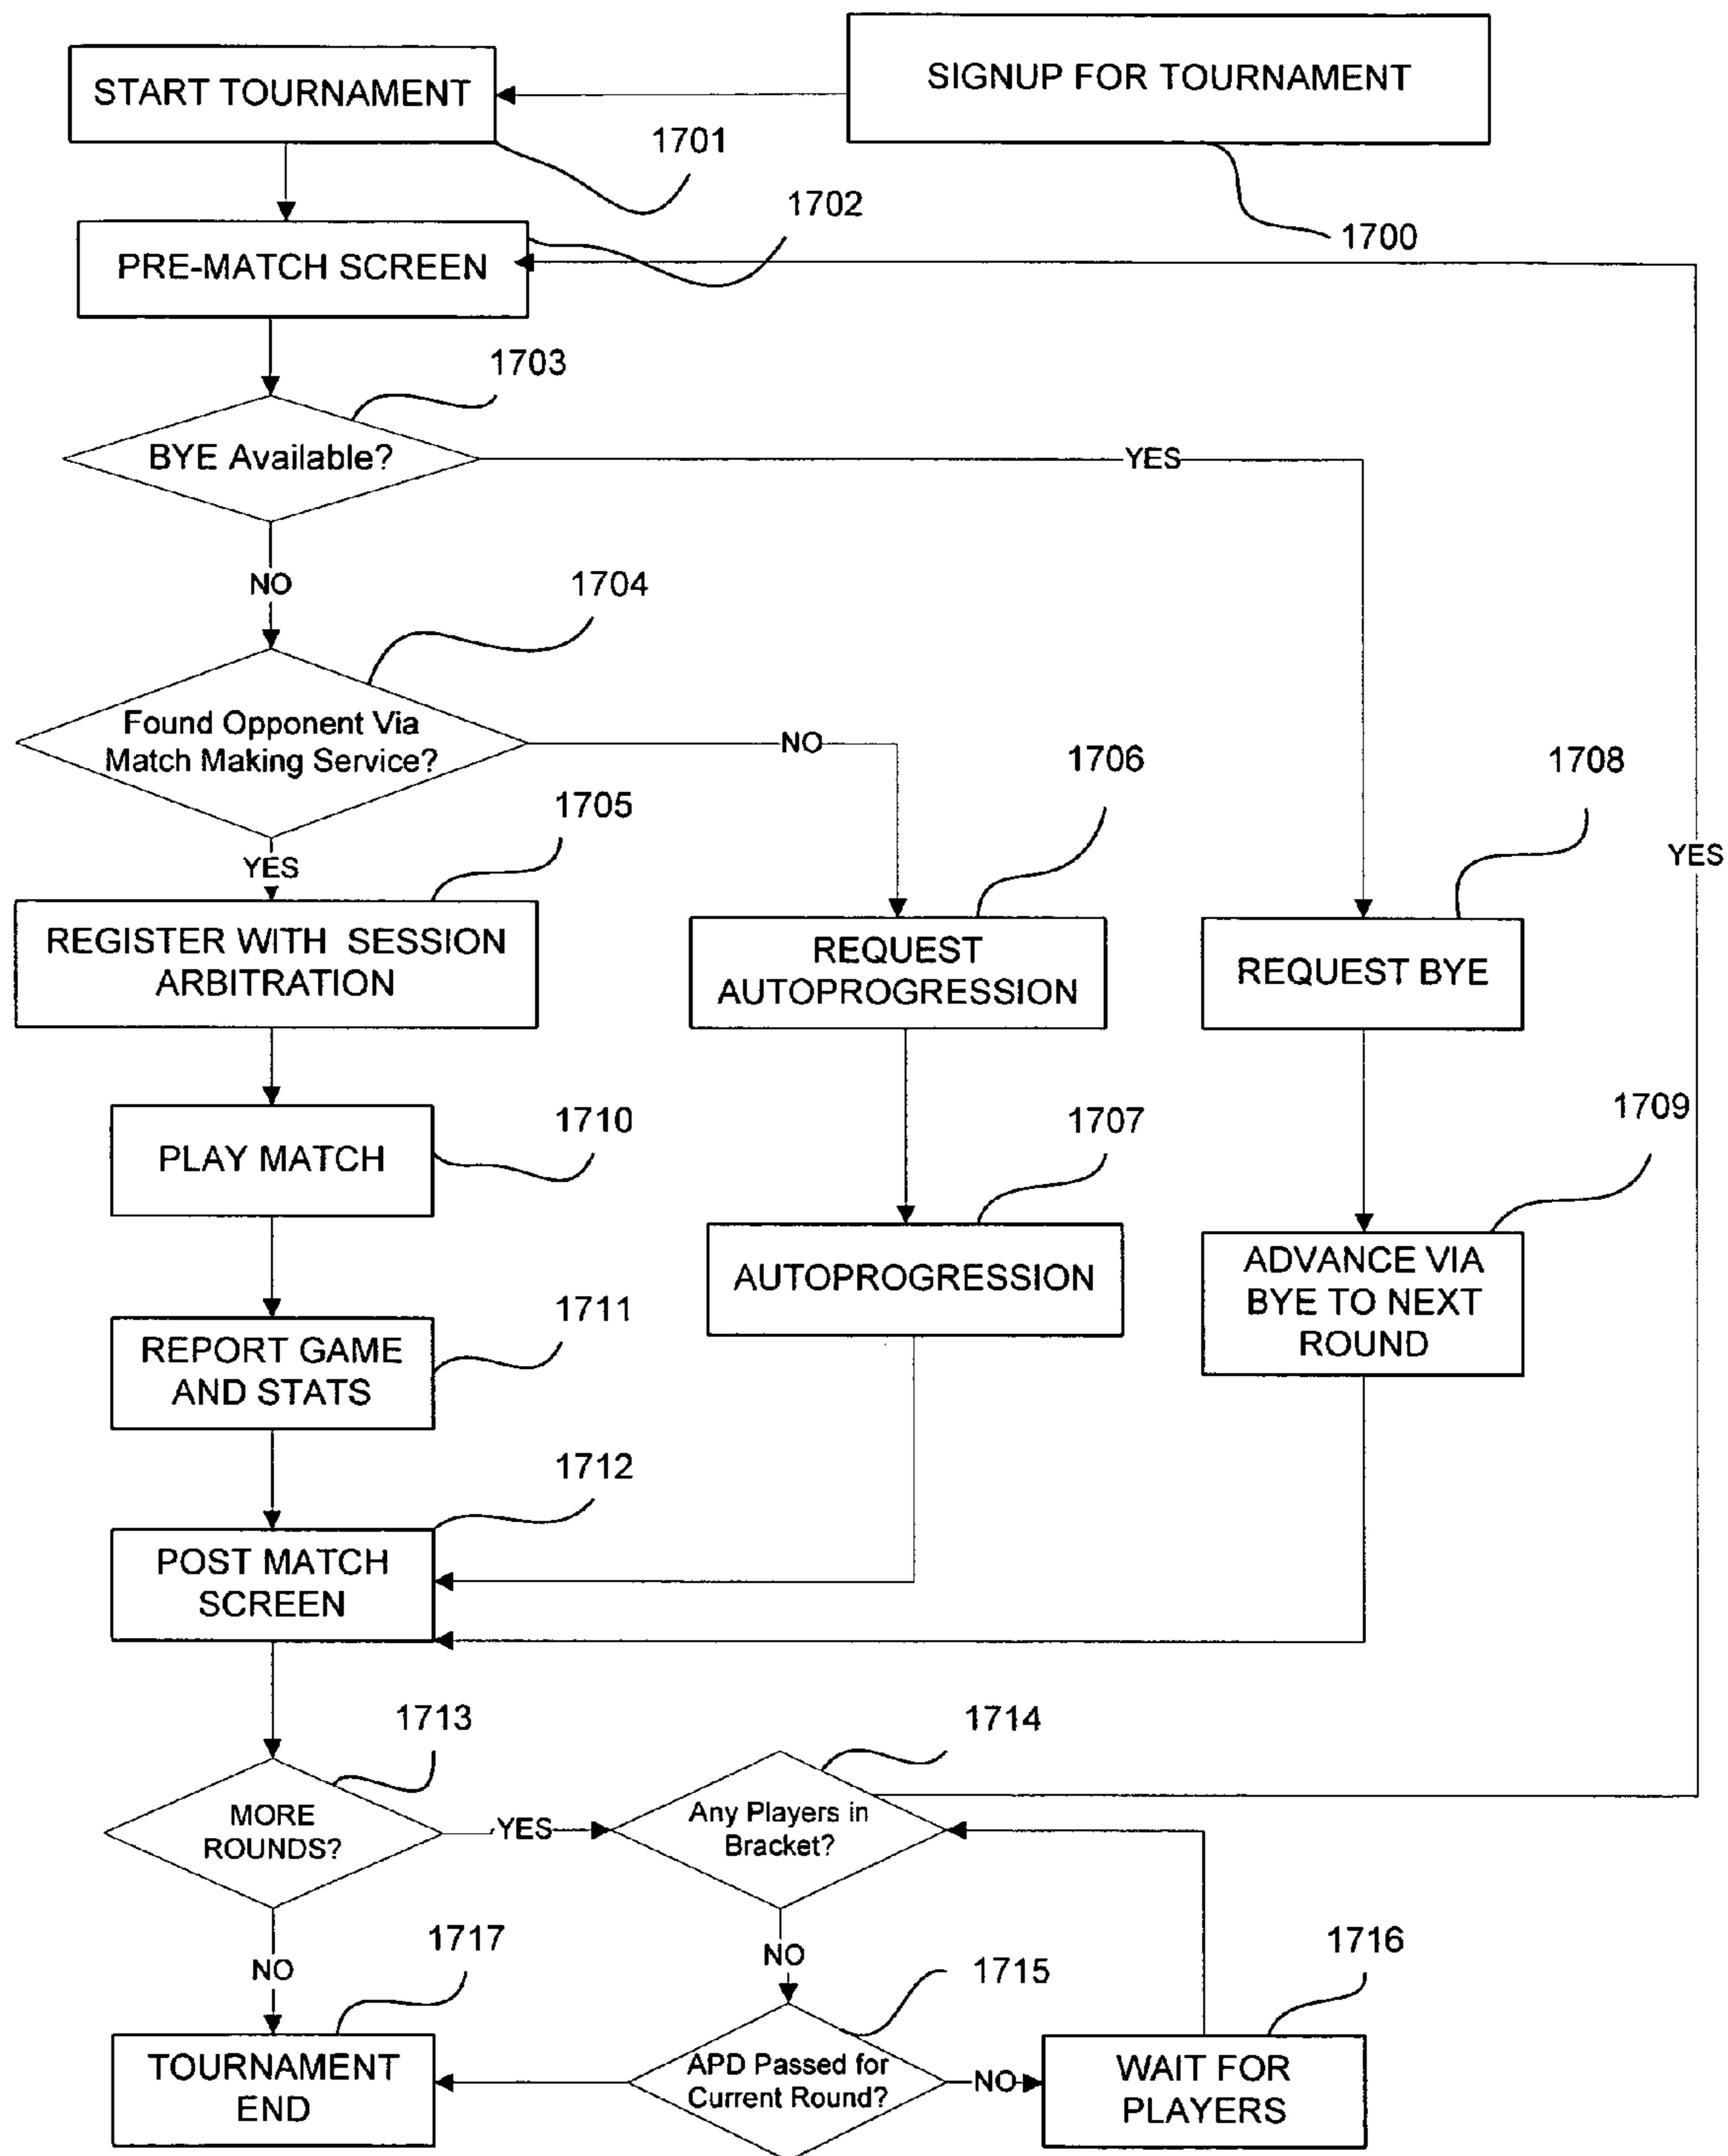 START TOURNAMENT
SIGNUP FOR TOURNAMENT
1701
1700
1702
PRE-MATCH SCREEN
1703
BYE Available?
YES
NO
1704
Found Opponent Via
Match Making Service?
NO
YES
1705
1706
1708
YES
REGISTER WITH SESSION
ARBITRATION
REQUEST
AUTOPROGRESSION
REQUEST BYE
1710
1707
1709
PLAY MATCH
AUTOPROGRESSION
ADVANCE VIA
BYE TO NEXT
ROUND
1711
REPORT GAME
AND STATS
1712
POST MATCH
SCREEN
1713
1714
MORE
ROUNDS?
YES
Any Players in
Bracket?
NO
1717
NO
1715
1716
TOURNAMENT
END
APD Passed for
Current Round?
NO
WAIT FOR
PLAYERS